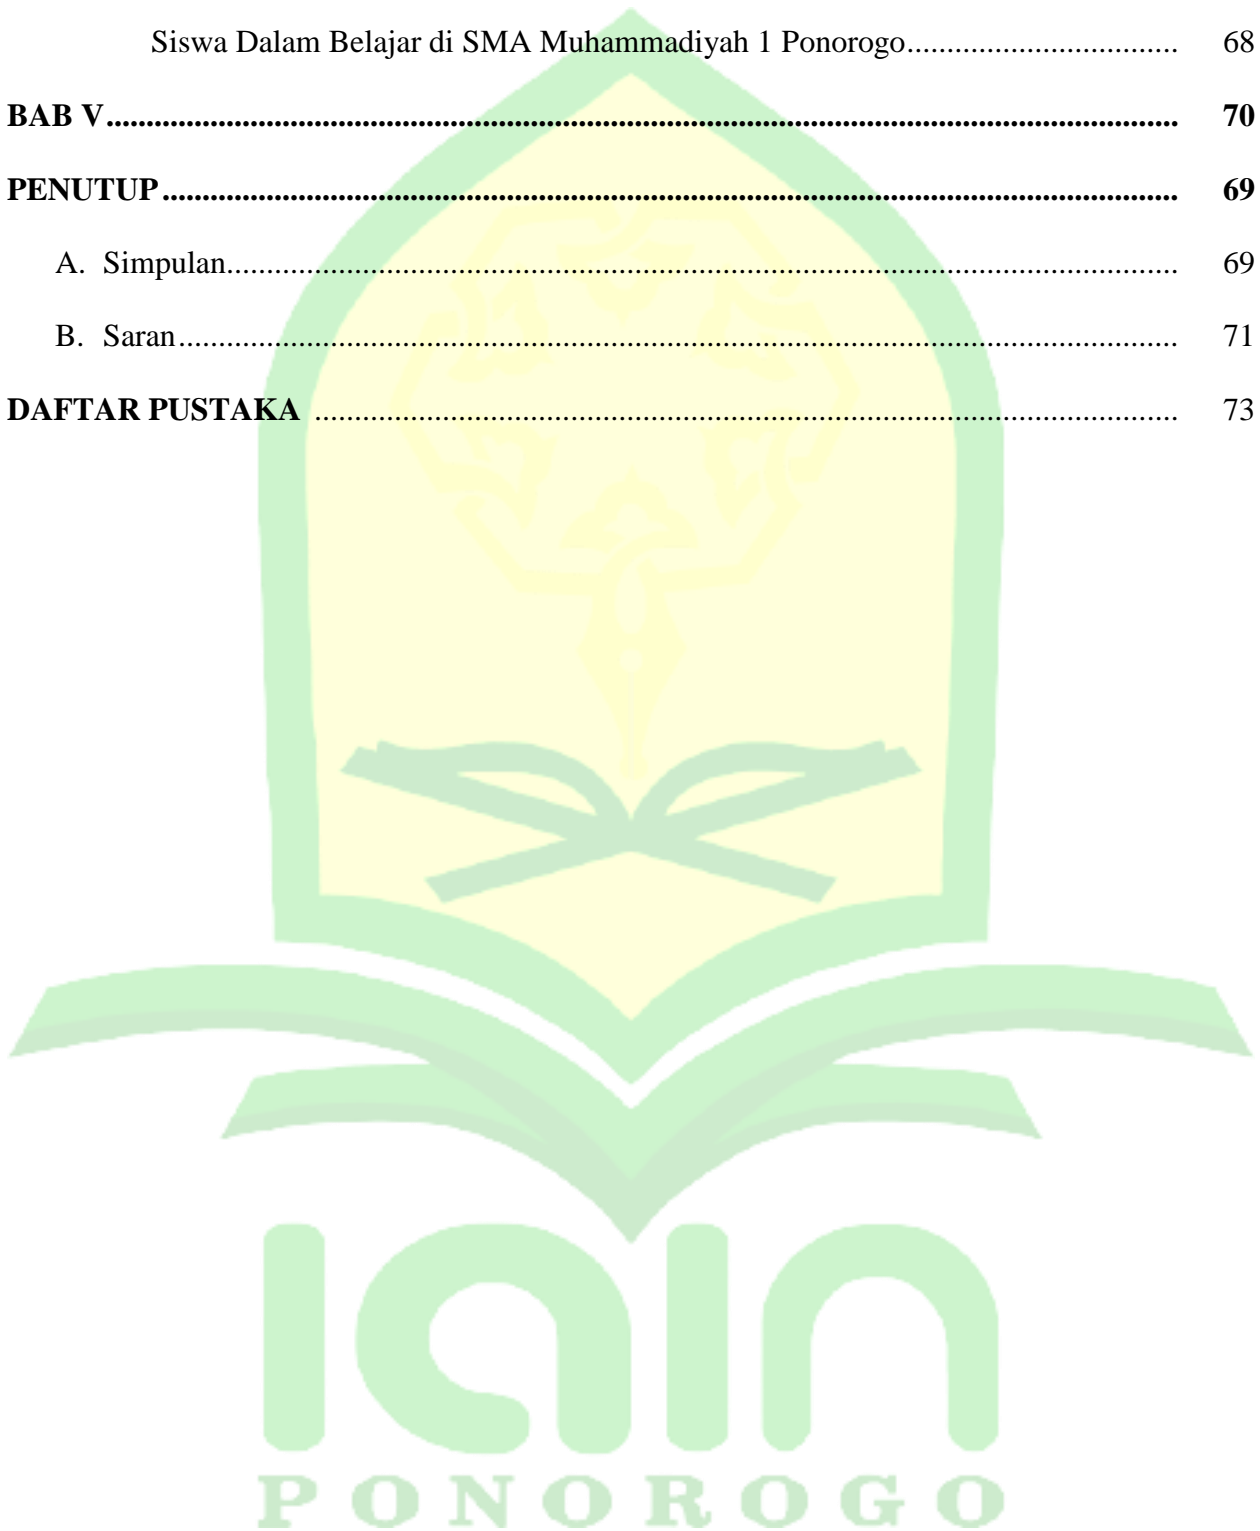 Siswa Dalam Belajar di SMA Muhammadiyah 1 Ponorogo.................................. 68
BAB V....................................................................................................................................... 70
PENUTUP................................................................................................................................ 69
A. Simpulan....................................................................................................................... 69
B. Saran............................................................................................................................. 71
DAFTAR PUSTAKA ............................................................................................................ 73
iain
PONOROGO